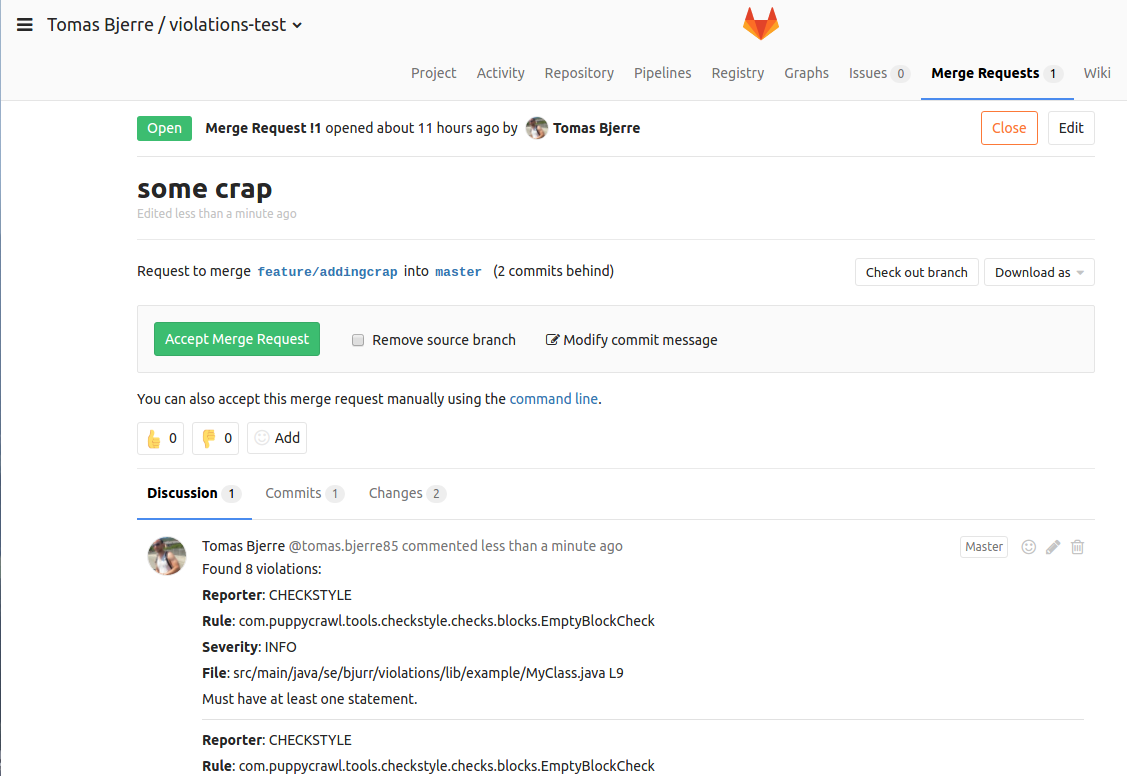 Tomas Bjerre / violations-test
Project Activity Repository Pipelines Registry Graphs Issues 0 Merge Requests 1 Wiki
Open Merge Request !1 opened about 11 hours ago by Tomas Bjerre Close Edit
some crap
Edited less than a minute ago
Request to merge feature/addingcrap into master (2 commits behind) Check out branch Download as
Accept Merge Request Remove source branch Modify commit message
You can also accept this merge request manually using the command line.
0 0 Add
Discussion 1 Commits 1 Changes 2
Tomas Bjerre @tomas.bjerre85 commented less than a minute ago Master
Found 8 violations:
Reporter: CHECKSTYLE
Rule: com.puppycrawl.tools.checkstyle.checks.blocks.EmptyBlockCheck
Severity: INFO
File: src/main/java/se/bjurr/violations/lib/example/MyClass.java L9
Must have at least one statement.
Reporter: CHECKSTYLE
Rule: com.puppycrawl.tools.checkstyle.checks.blocks.EmptyBlockCheck